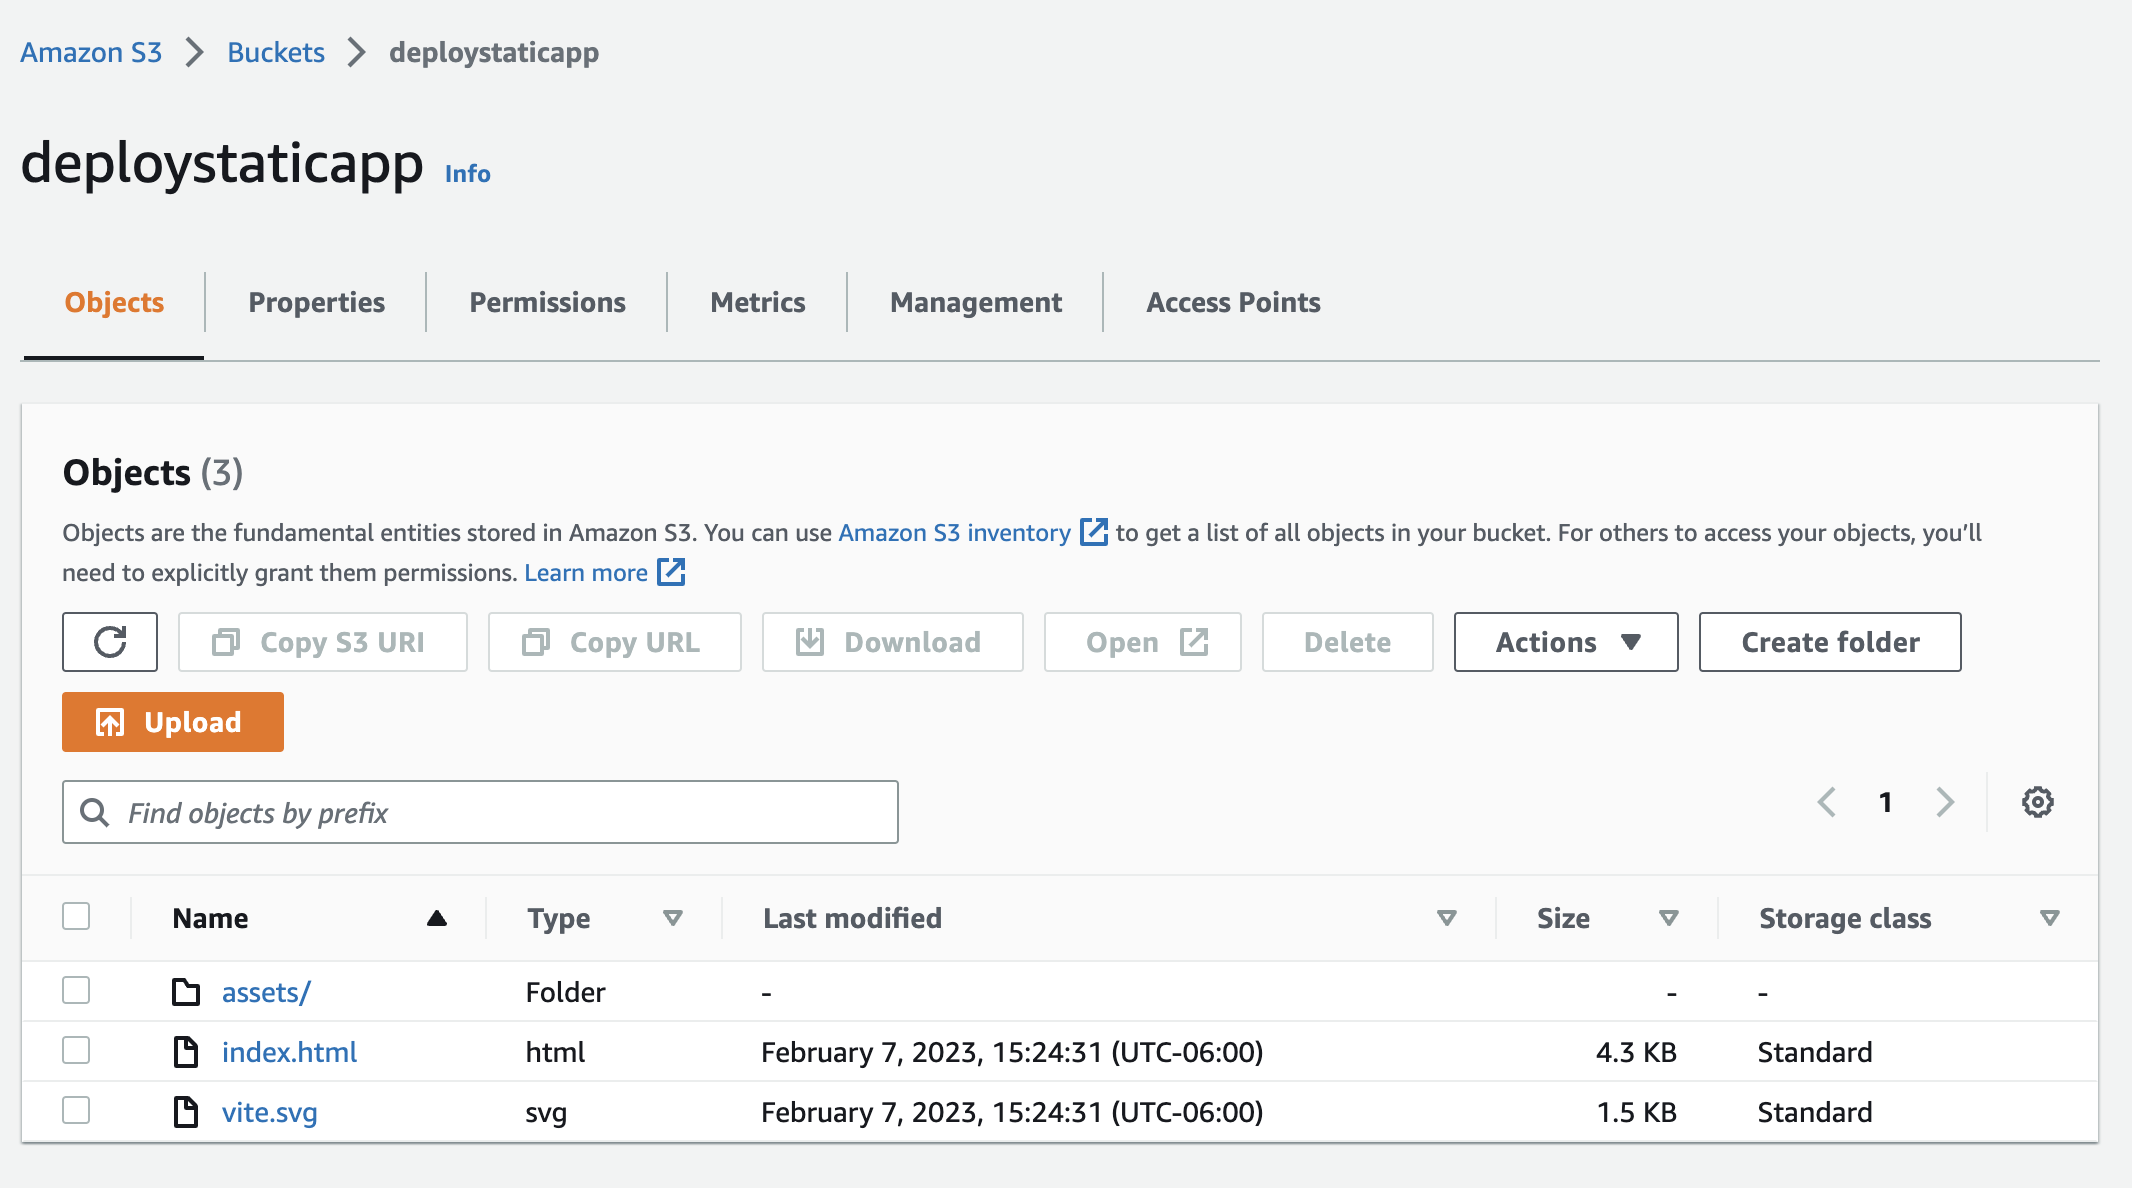 Amazon S3 > Buckets > deploystaticapp
deploystaticapp Info
Objects Properties Permissions Metrics Management Access Points
Objects (3)
Objects are the fundamental entities stored in Amazon S3. You can use Amazon S3 inventory to get a list of all objects in your bucket. For others to access your objects, you'll
need to explicitly grant them permissions. Learn more
Copy S3 URI Copy URL Download Open Delete Actions Create folder
Upload
Find objects by prefix 1
Name Type Last modified Size Storage class
assets/ Folder - - -
index.html html February 7, 2023, 15:24:31 (UTC-06:00) 4.3 KB Standard
vite.svg svg February 7, 2023, 15:24:31 (UTC-06:00) 1.5 KB Standard